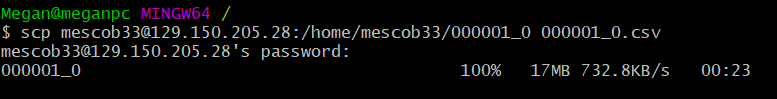 Megan@meganpc MINGW64 /
$ scp mescob33@129.150.205.28:/home/mescob33/000001_0 000001_0.csv
mescob33@129.150.205.28's password:
000001_0 100% 17MB 732.8KB/s 00:23